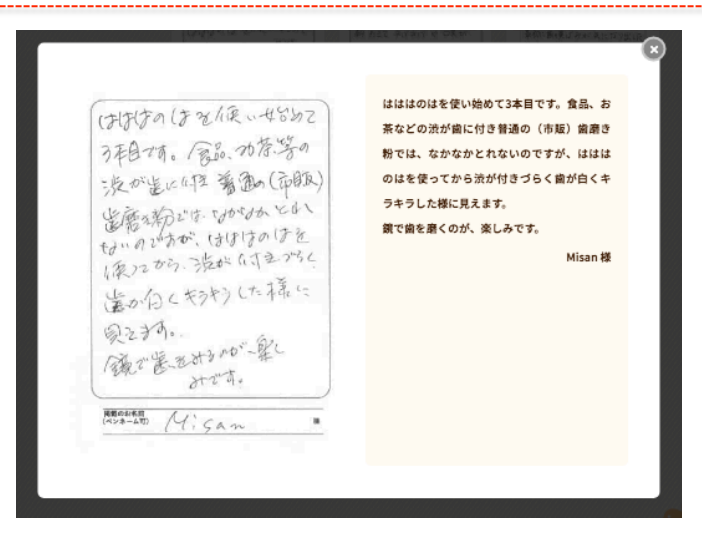 はははのはを使い始めて
3本目です。食品、お茶等の
渋が歯に付き普通の(市販)
歯磨き粉では、なかなかとれ
ないのですが、はははのはを
使ってから、渋が付きづらく
歯が白くキラキラした様に
見えます。
鏡で歯をみるのが、楽し
みです。
掲載のお名前
(ペンネーム可)
Misan
様
はははのはを使い始めて3本目です。食品、お
茶などの渋が歯に付き普通の（市販）歯磨き
粉では、なかなかとれないのですが、ははは
のはを使ってから渋が付きづらく歯が白くキ
ラキラした様に見えます。
鏡で歯を磨くのが、楽しみです。
Misan 様